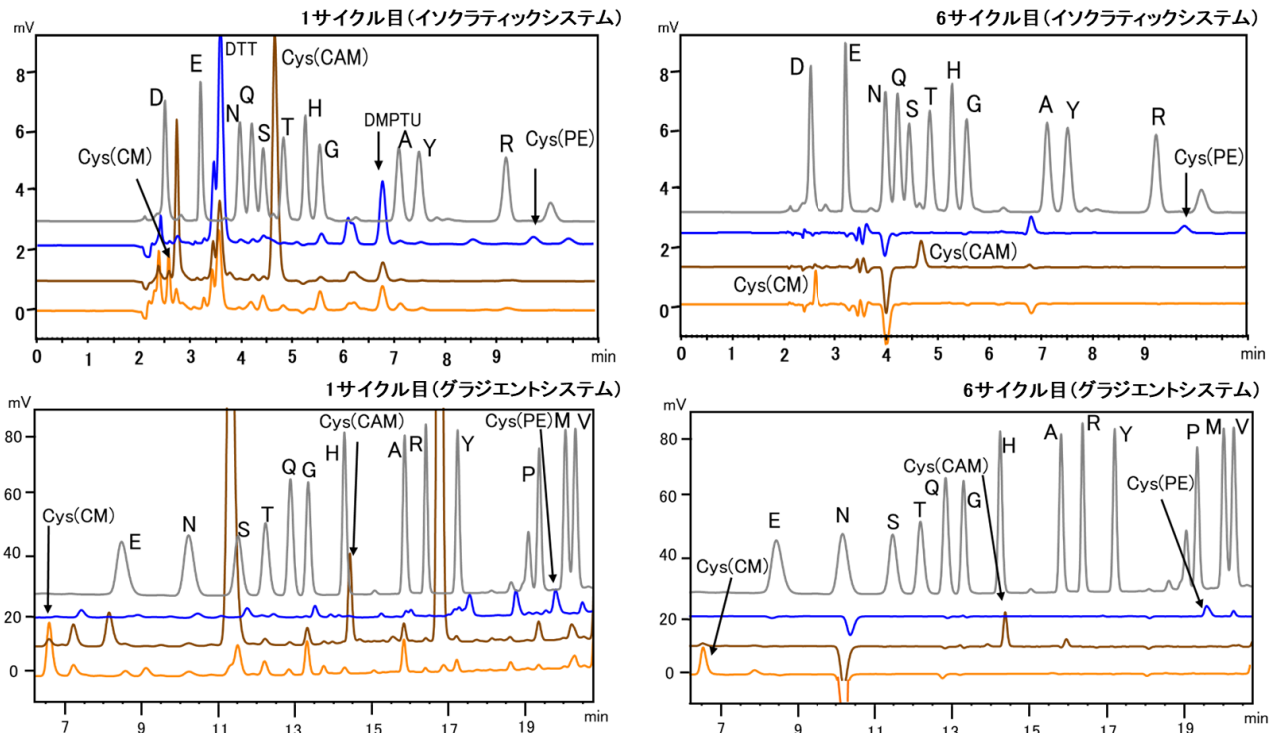 1サイクル目(イソクラティックシステム)
mV
8
6
4
2
0
D
E
DTT
N
Q
S
Cys(CAM)
T
H
G
DMPTU
A
Y
R
Cys(PE)
Cys(CM)
0 1 2 3 4 5 6 7 8 9 min
6サイクル目(イソクラティックシステム)
mV
8
6
4
2
0
D
E
N
Q
S
T
H
G
A
Y
R
Cys(PE)
Cys(CAM)
Cys(CM)
0 1 2 3 4 5 6 7 8 9 min
1サイクル目(グラジエントシステム)
mV
80
60
40
20
0
Cys(CM)
E
N
S
T
Q
G
H
Cys(CAM)
A
R
Y
Cys(PE)
P
M
V
7 9 11 13 15 17 19 min
6サイクル目(グラジエントシステム)
mV
80
60
40
20
0
Cys(CM)
E
N
S
T
Q
G
Cys(CAM)
H
A
R
Y
Cys(PE)
P
M
V
7 9 11 13 15 17 19 min